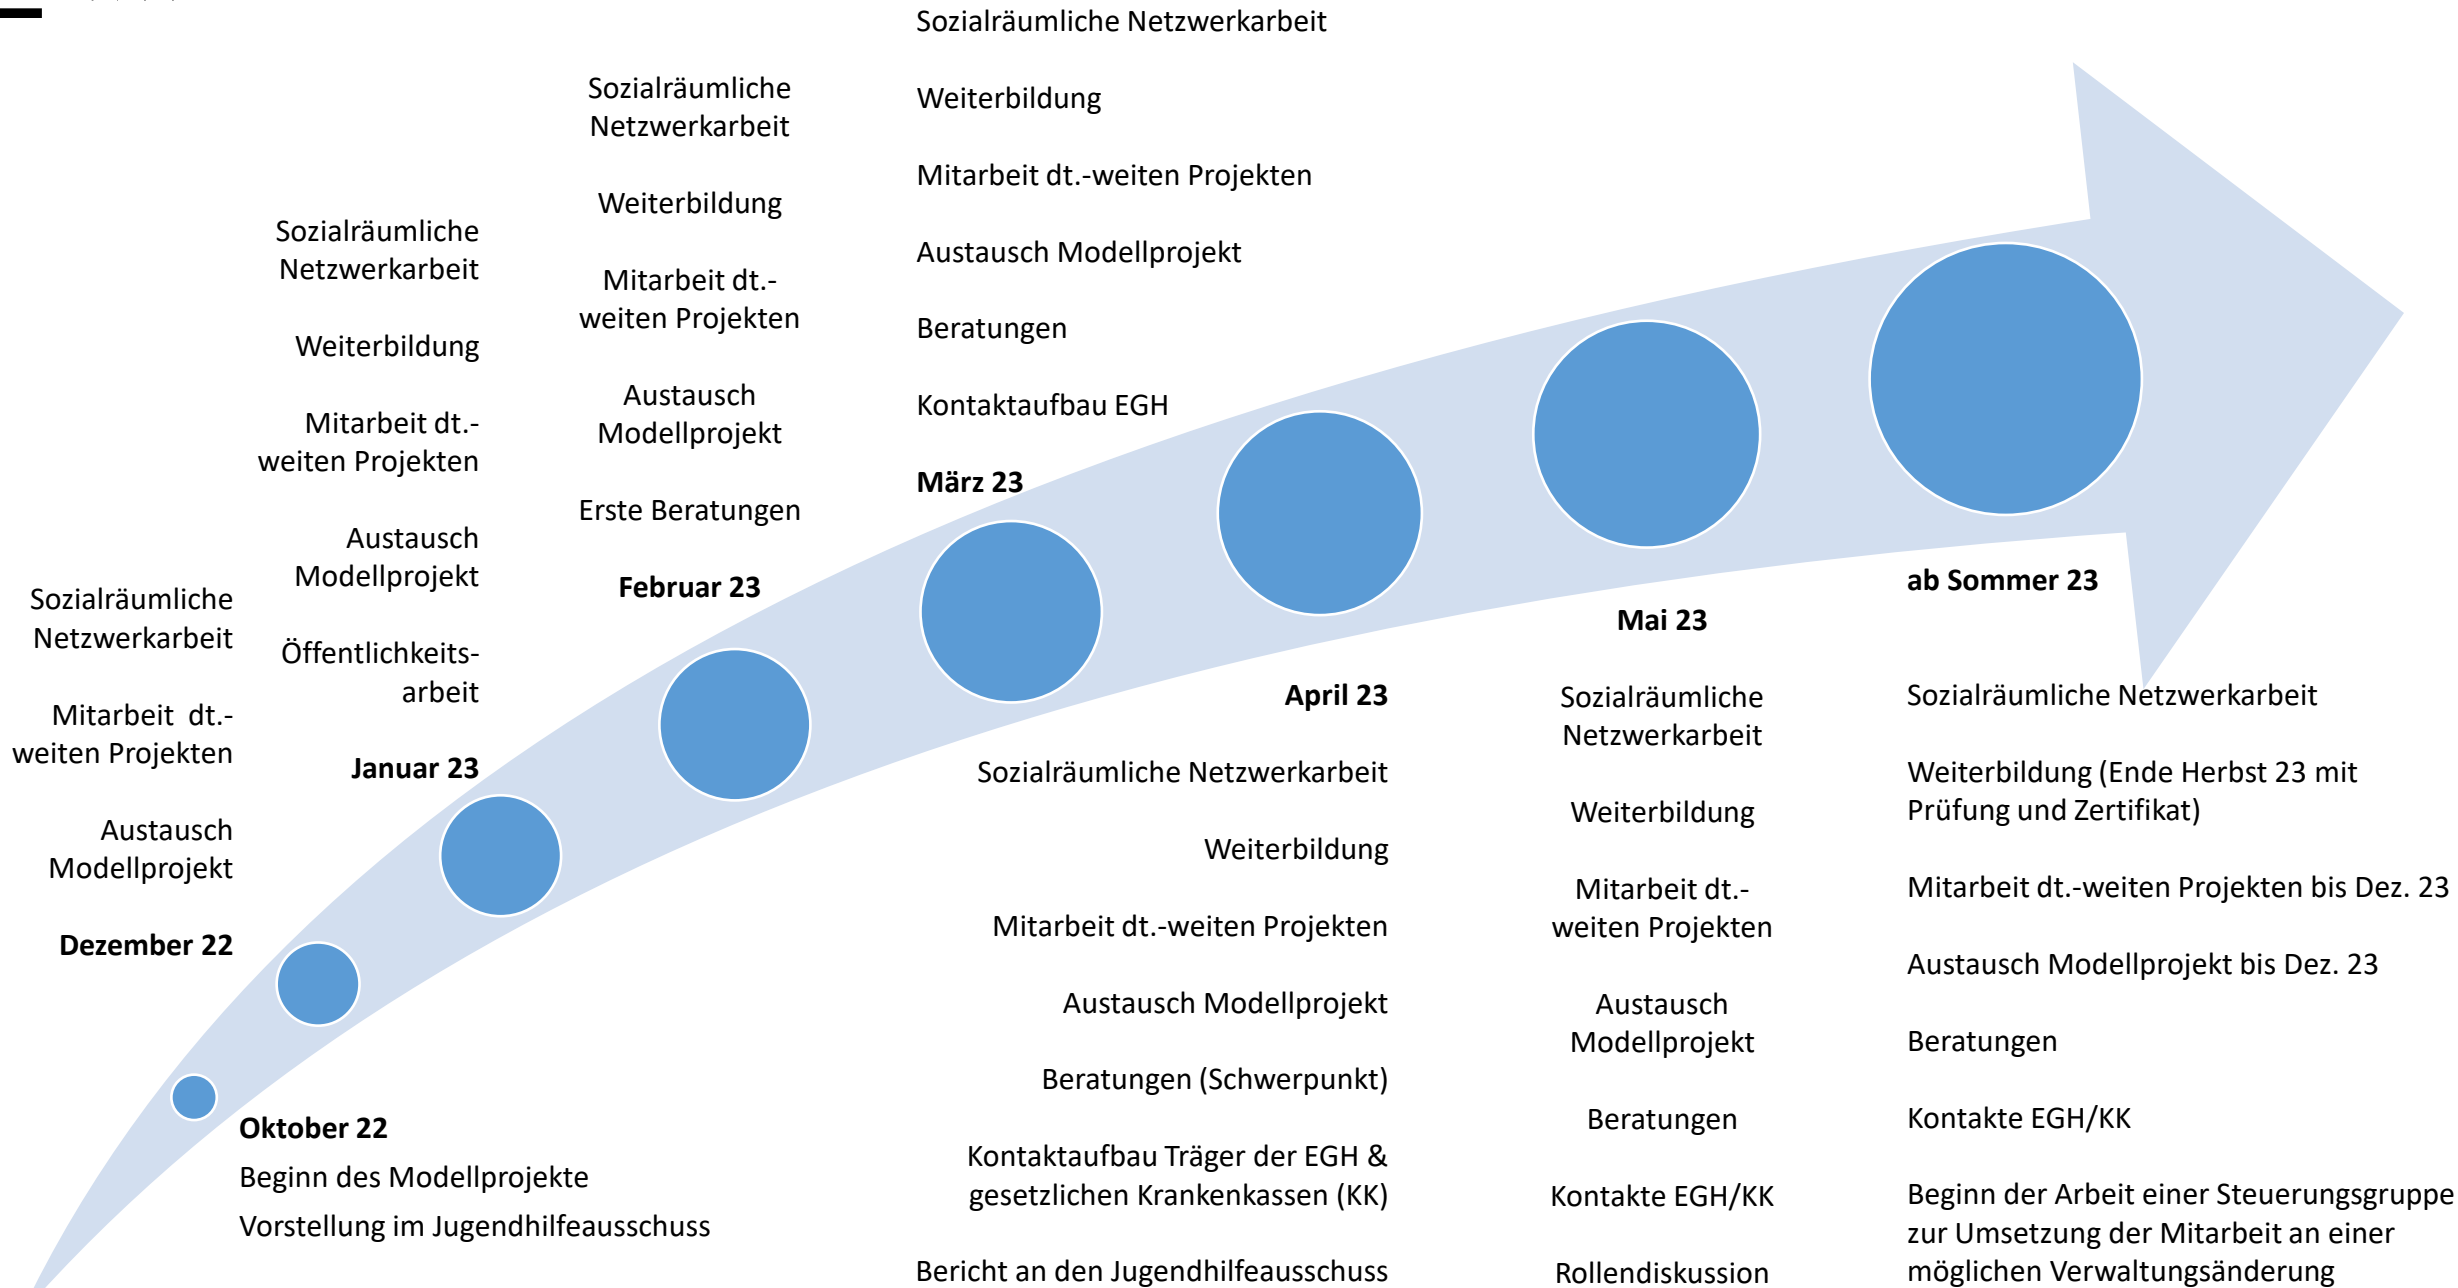 Sozialräumliche
Netzwerkarbeit
Mitarbeit  dt.-
weiten Projekten
Austausch
Modellprojekt
Dezember 22
Sozialräumliche
Netzwerkarbeit
Weiterbildung
Mitarbeit dt.-
weiten Projekten
Austausch
Modellprojekt
Öffentlichkeits-
arbeit
Januar 23
Sozialräumliche
Netzwerkarbeit
Weiterbildung
Mitarbeit dt.-
weiten Projekten
Austausch
Modellprojekt
Erste Beratungen
Februar 23
Sozialräumliche Netzwerkarbeit
Weiterbildung
Mitarbeit dt.-weiten Projekten
Austausch Modellprojekt
Beratungen
Kontaktaufbau EGH
März 23
Oktober 22
Beginn des Modellprojekte
Vorstellung im Jugendhilfeausschuss
April 23
Sozialräumliche Netzwerkarbeit
Weiterbildung
Mitarbeit dt.-weiten Projekten
Austausch Modellprojekt
Beratungen (Schwerpunkt)
Kontaktaufbau Träger der EGH &
gesetzlichen Krankenkassen (KK)
Bericht an den Jugendhilfeausschuss
Mai 23
Sozialräumliche
Netzwerkarbeit
Weiterbildung
Mitarbeit dt.-
weiten Projekten
Austausch
Modellprojekt
Beratungen
Kontakte EGH/KK
Rollendiskussion
ab Sommer 23
Sozialräumliche Netzwerkarbeit
Weiterbildung (Ende Herbst 23 mit
Prüfung und Zertifikat)
Mitarbeit dt.-weiten Projekten bis Dez. 23
Austausch Modellprojekt bis Dez. 23
Beratungen
Kontakte EGH/KK
Beginn der Arbeit einer Steuerungsgruppe
zur Umsetzung der Mitarbeit an einer
möglichen Verwaltungsänderung